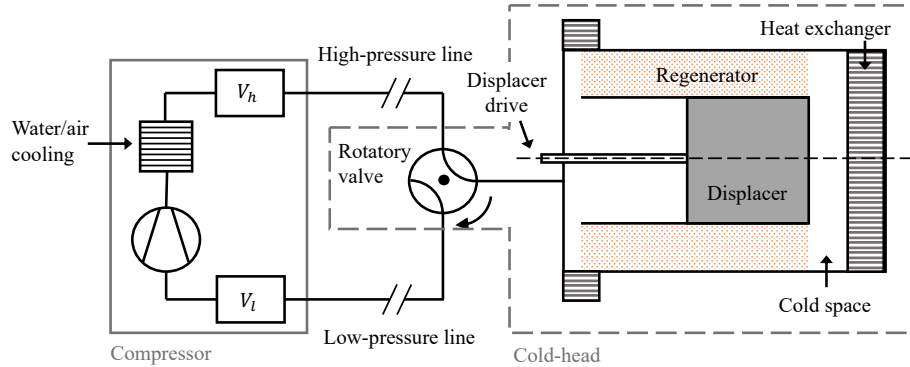 High-pressure line
Heat exchanger
Displacer
drive
Regenerator
V_h
Water/air
cooling
Rotatory
valve
Displacer
V_l
Cold space
Low-pressure line
Compressor
Cold-head